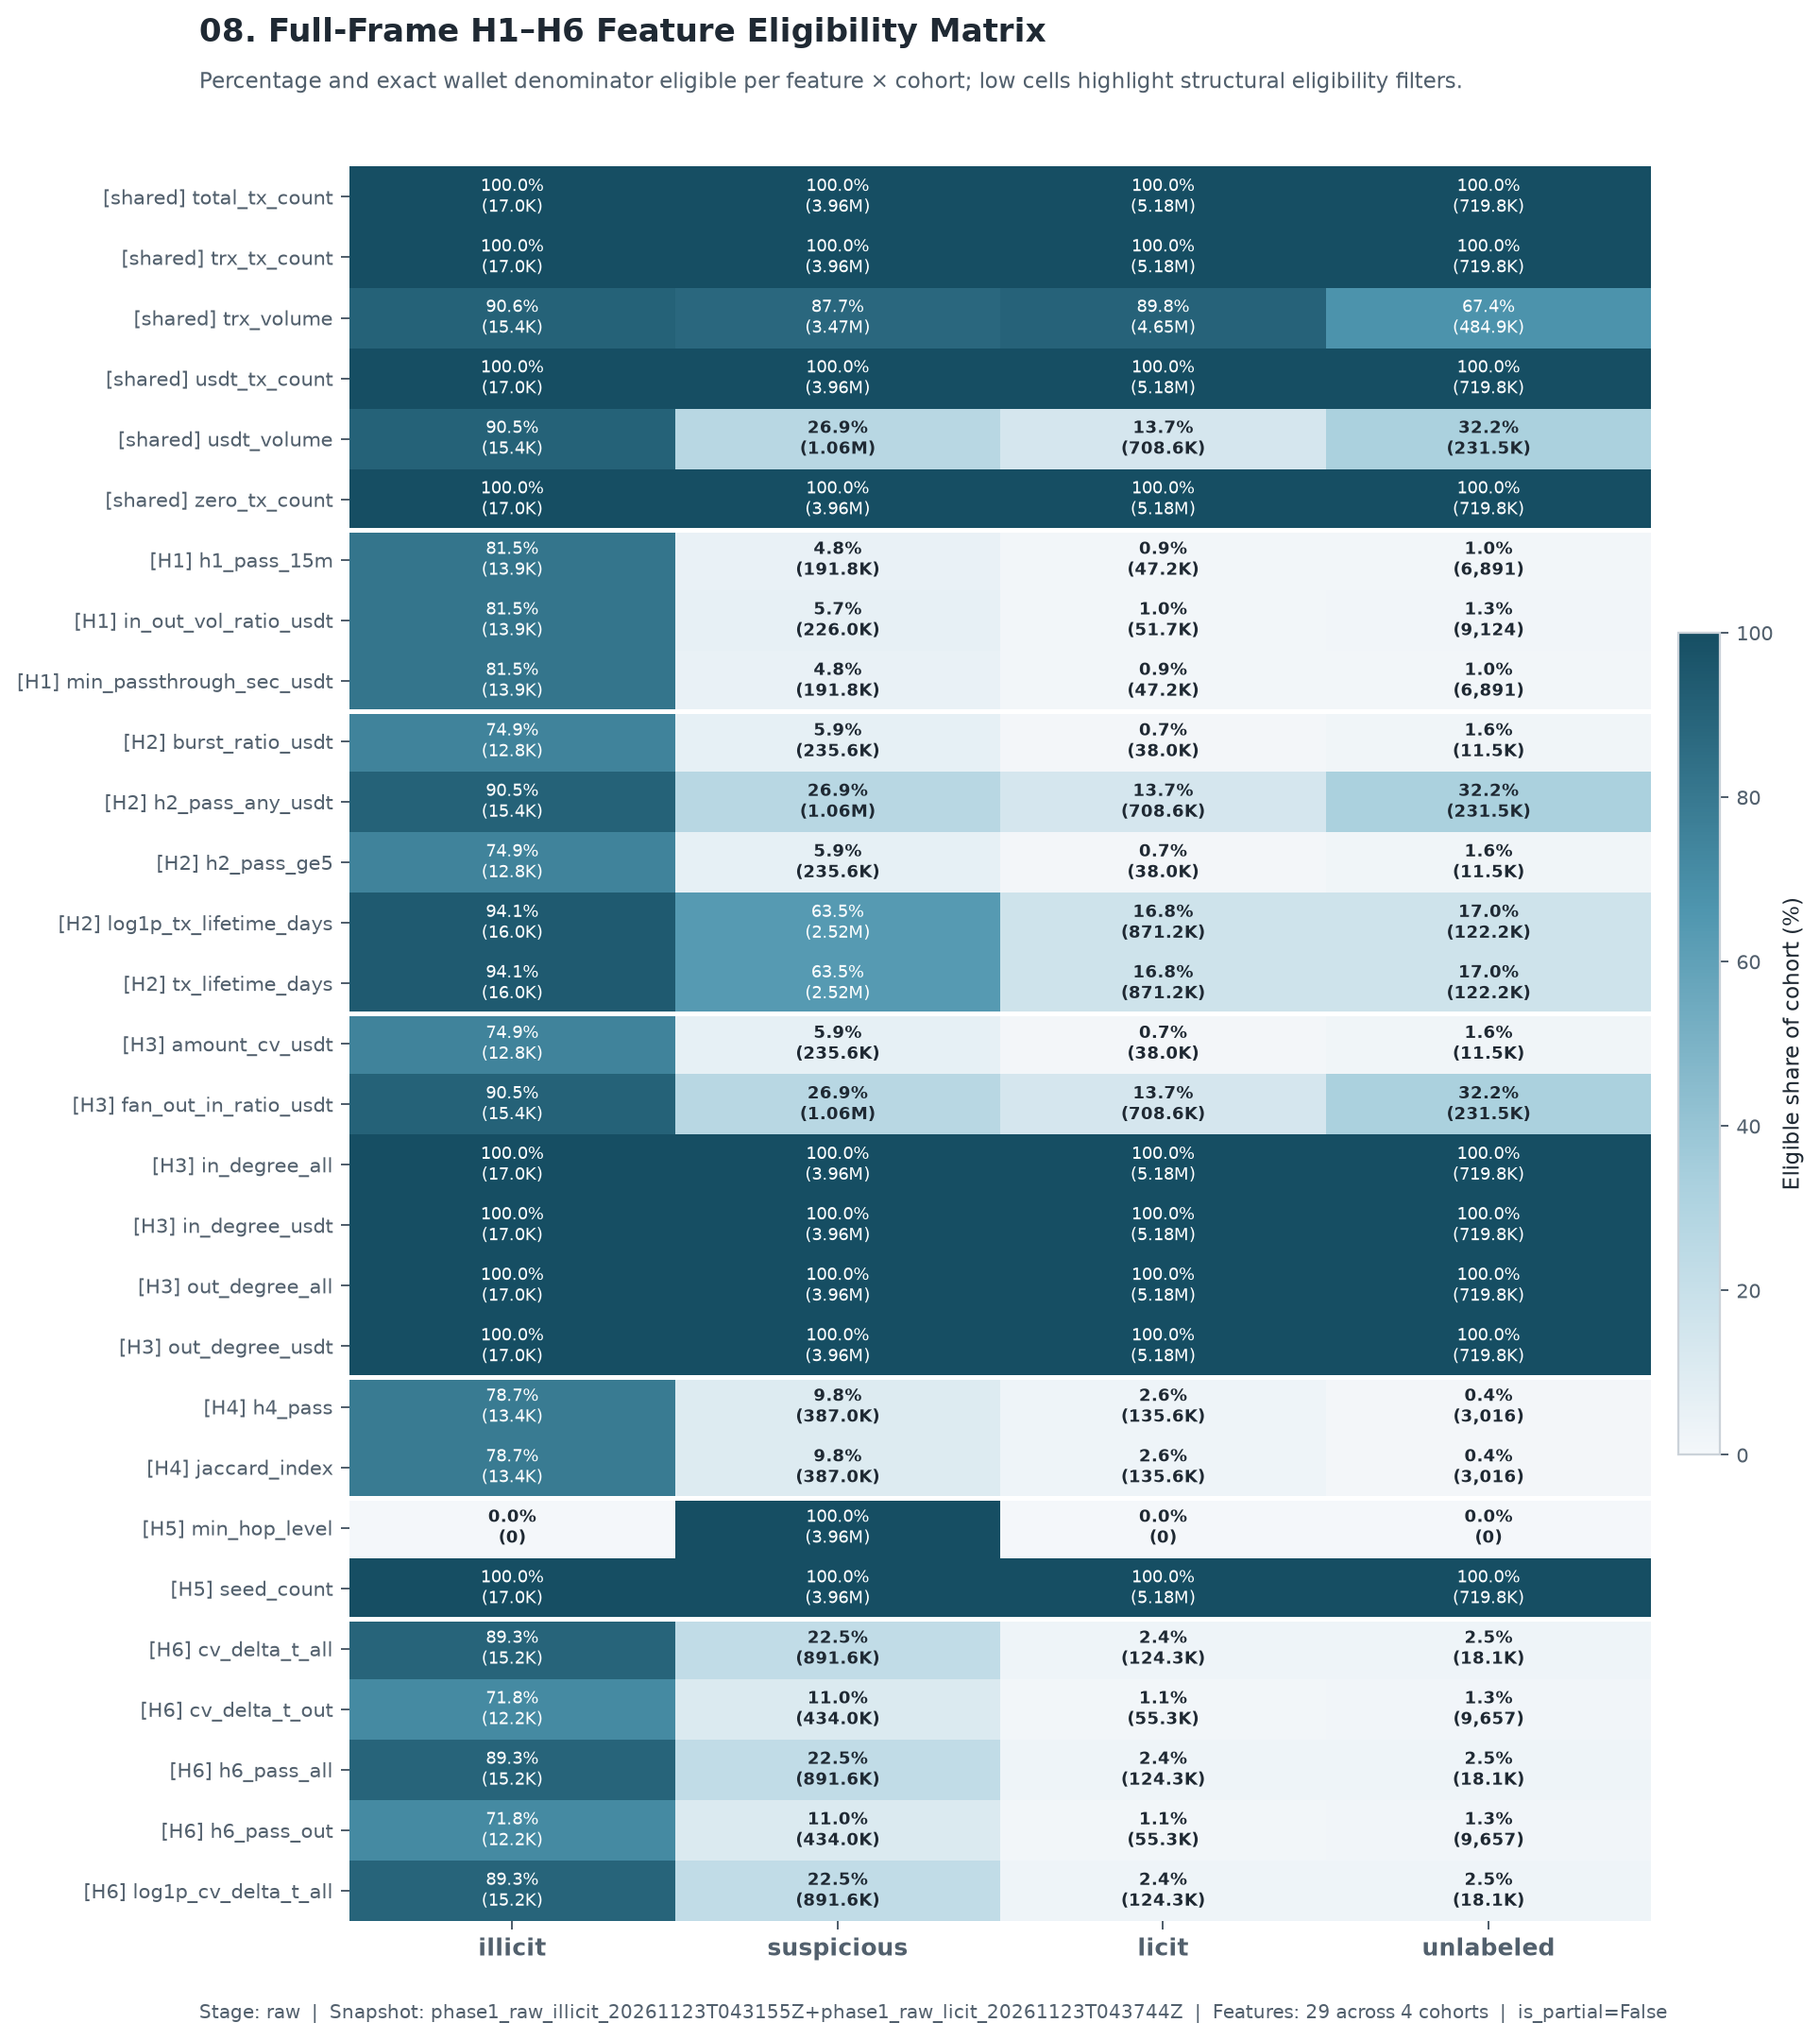 08. Full-Frame H1–H6 Feature Eligibility Matrix
Percentage and exact wallet denominator eligible per feature × cohort; low cells highlight structural eligibility filters.
[shared] total_tx_count 100.0% 100.0% 100.0% 100.0%
(17.0K) (3.96M) (5.18M) (719.8K)
[shared] trx_tx_count 100.0% 100.0% 100.0% 100.0%
(17.0K) (3.96M) (5.18M) (719.8K)
[shared] trx_volume 90.6% 87.7% 89.8% 67.4%
(15.4K) (3.47M) (4.65M) (484.9K)
[shared] usdt_tx_count 100.0% 100.0% 100.0% 100.0%
(17.0K) (3.96M) (5.18M) (719.8K)
[shared] usdt_volume 90.5% 26.9% 13.7% 32.2%
(15.4K) (1.06M) (708.6K) (231.5K)
[shared] zero_tx_count 100.0% 100.0% 100.0% 100.0%
(17.0K) (3.96M) (5.18M) (719.8K)
[H1] h1_pass_15m 81.5% 4.8% 0.9% 1.0%
(13.9K) (191.8K) (47.2K) (6,891)
[H1] in_out_vol_ratio_usdt 81.5% 5.7% 1.0% 1.3%
(13.9K) (226.0K) (51.7K) (9,124)
[H1] min_passthrough_sec_usdt 81.5% 4.8% 0.9% 1.0%
(13.9K) (191.8K) (47.2K) (6,891)
[H2] burst_ratio_usdt 74.9% 5.9% 0.7% 1.6%
(12.8K) (235.6K) (38.0K) (11.5K)
[H2] h2_pass_any_usdt 90.5% 26.9% 13.7% 32.2%
(15.4K) (1.06M) (708.6K) (231.5K)
[H2] h2_pass_ge5 74.9% 5.9% 0.7% 1.6%
(12.8K) (235.6K) (38.0K) (11.5K)
[H2] log1p_tx_lifetime_days 94.1% 63.5% 16.8% 17.0%
(16.0K) (2.52M) (871.2K) (122.2K)
[H2] tx_lifetime_days 94.1% 63.5% 16.8% 17.0%
(16.0K) (2.52M) (871.2K) (122.2K)
[H3] amount_cv_usdt 74.9% 5.9% 0.7% 1.6%
(12.8K) (235.6K) (38.0K) (11.5K)
[H3] fan_out_in_ratio_usdt 90.5% 26.9% 13.7% 32.2%
(15.4K) (1.06M) (708.6K) (231.5K)
[H3] in_degree_all 100.0% 100.0% 100.0% 100.0%
(17.0K) (3.96M) (5.18M) (719.8K)
[H3] in_degree_usdt 100.0% 100.0% 100.0% 100.0%
(17.0K) (3.96M) (5.18M) (719.8K)
[H3] out_degree_all 100.0% 100.0% 100.0% 100.0%
(17.0K) (3.96M) (5.18M) (719.8K)
[H3] out_degree_usdt 100.0% 100.0% 100.0% 100.0%
(17.0K) (3.96M) (5.18M) (719.8K)
[H4] h4_pass 78.7% 9.8% 2.6% 0.4%
(13.4K) (387.0K) (135.6K) (3,016)
[H4] jaccard_index 78.7% 9.8% 2.6% 0.4%
(13.4K) (387.0K) (135.6K) (3,016)
[H5] min_hop_level 0.0% 100.0% 0.0% 0.0%
(0) (3.96M) (0) (0)
[H5] seed_count 100.0% 100.0% 100.0% 100.0%
(17.0K) (3.96M) (5.18M) (719.8K)
[H6] cv_delta_t_all 89.3% 22.5% 2.4% 2.5%
(15.2K) (891.6K) (124.3K) (18.1K)
[H6] cv_delta_t_out 71.8% 11.0% 1.1% 1.3%
(12.2K) (434.0K) (55.3K) (9,657)
[H6] h6_pass_all 89.3% 22.5% 2.4% 2.5%
(15.2K) (891.6K) (124.3K) (18.1K)
[H6] h6_pass_out 71.8% 11.0% 1.1% 1.3%
(12.2K) (434.0K) (55.3K) (9,657)
[H6] log1p_cv_delta_t_all 89.3% 22.5% 2.4% 2.5%
(15.2K) (891.6K) (124.3K) (18.1K)
illicit suspicious licit unlabeled
100
80
60
40
20
0
Eligible share of cohort (%)
Stage: raw | Snapshot: phase1_raw_illicit_20261123T043155Z+phase1_raw_licit_20261123T043744Z | Features: 29 across 4 cohorts | is_partial=False